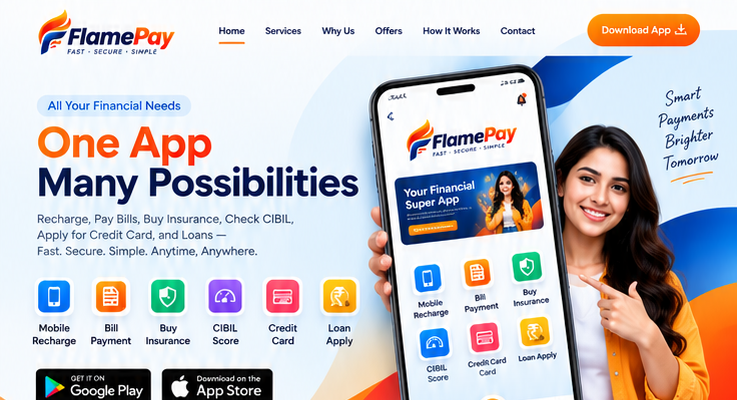 FlamePay
FAST · SECURE · SIMPLE
Home Services Why Us Offers How It Works Contact
Download App
All Your Financial Needs
One App
Many Possibilities
Recharge, Pay Bills, Buy Insurance, Check CIBIL,
Apply for Credit Card, and Loans —
Fast. Secure. Simple. Anytime, Anywhere.
Mobile
Recharge
Bill
Payment
Buy
Insurance
CIBIL
Score
Credit
Card
Loan
Apply
GET IT ON
Google Play
Download on the
App Store
FlamePay
FAST · SECURE · SIMPLE
Your Financial
Super App
Mobile
Recharge
Bill
Payment
Buy
Insurance
CIBIL
Score
Credit Card
Card
Loan Apply
Smart
Payments
Brighter
Tomorrow